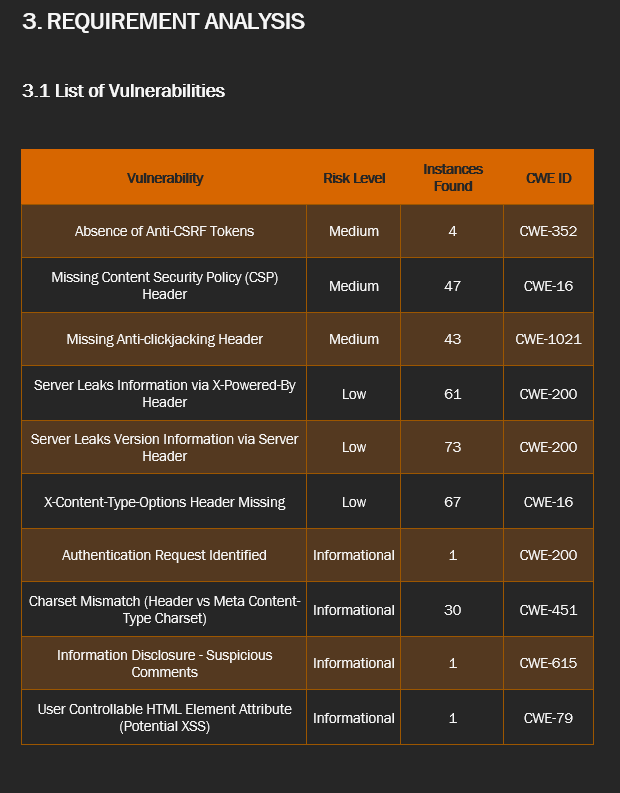 3. REQUIREMENT ANALYSIS
3.1 List of Vulnerabilities
Vulnerability Risk Level Instances Found CWE ID
Absence of Anti-CSRF Tokens Medium 4 CWE-352
Missing Content Security Policy (CSP) Header Medium 47 CWE-16
Missing Anti-clickjacking Header Medium 43 CWE-1021
Server Leaks Information via X-Powered-By Header Low 61 CWE-200
Server Leaks Version Information via Server Header Low 73 CWE-200
X-Content-Type-Options Header Missing Low 67 CWE-16
Authentication Request Identified Informational 1 CWE-200
Charset Mismatch (Header vs Meta Content-Type Charset) Informational 30 CWE-451
Information Disclosure - Suspicious Comments Informational 1 CWE-615
User Controllable HTML Element Attribute (Potential XSS) Informational 1 CWE-79